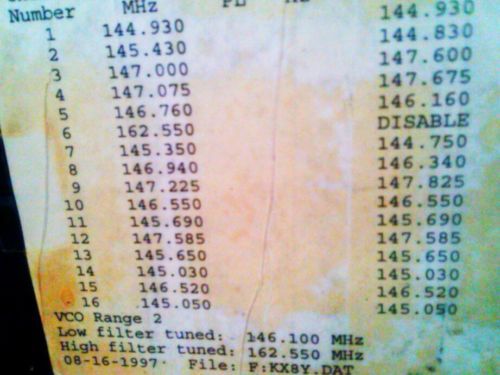 Number MHz
1 144.930 144.930
2 145.430 144.830
3 147.000 147.600
4 147.075 147.675
5 146.760 146.160
6 162.550 DISABLE
7 145.350 144.750
8 146.940 146.340
9 147.225 147.825
10 146.550 146.550
11 145.690 145.690
12 147.585 147.585
13 145.650 145.650
14 145.030 145.030
15 146.520 146.520
16 145.050 145.050
VCO Range 2
Low filter tuned: 146.100 MHz
High filter tuned: 162.550 MHz
08-16-1997 File: F:KX8Y.DAT